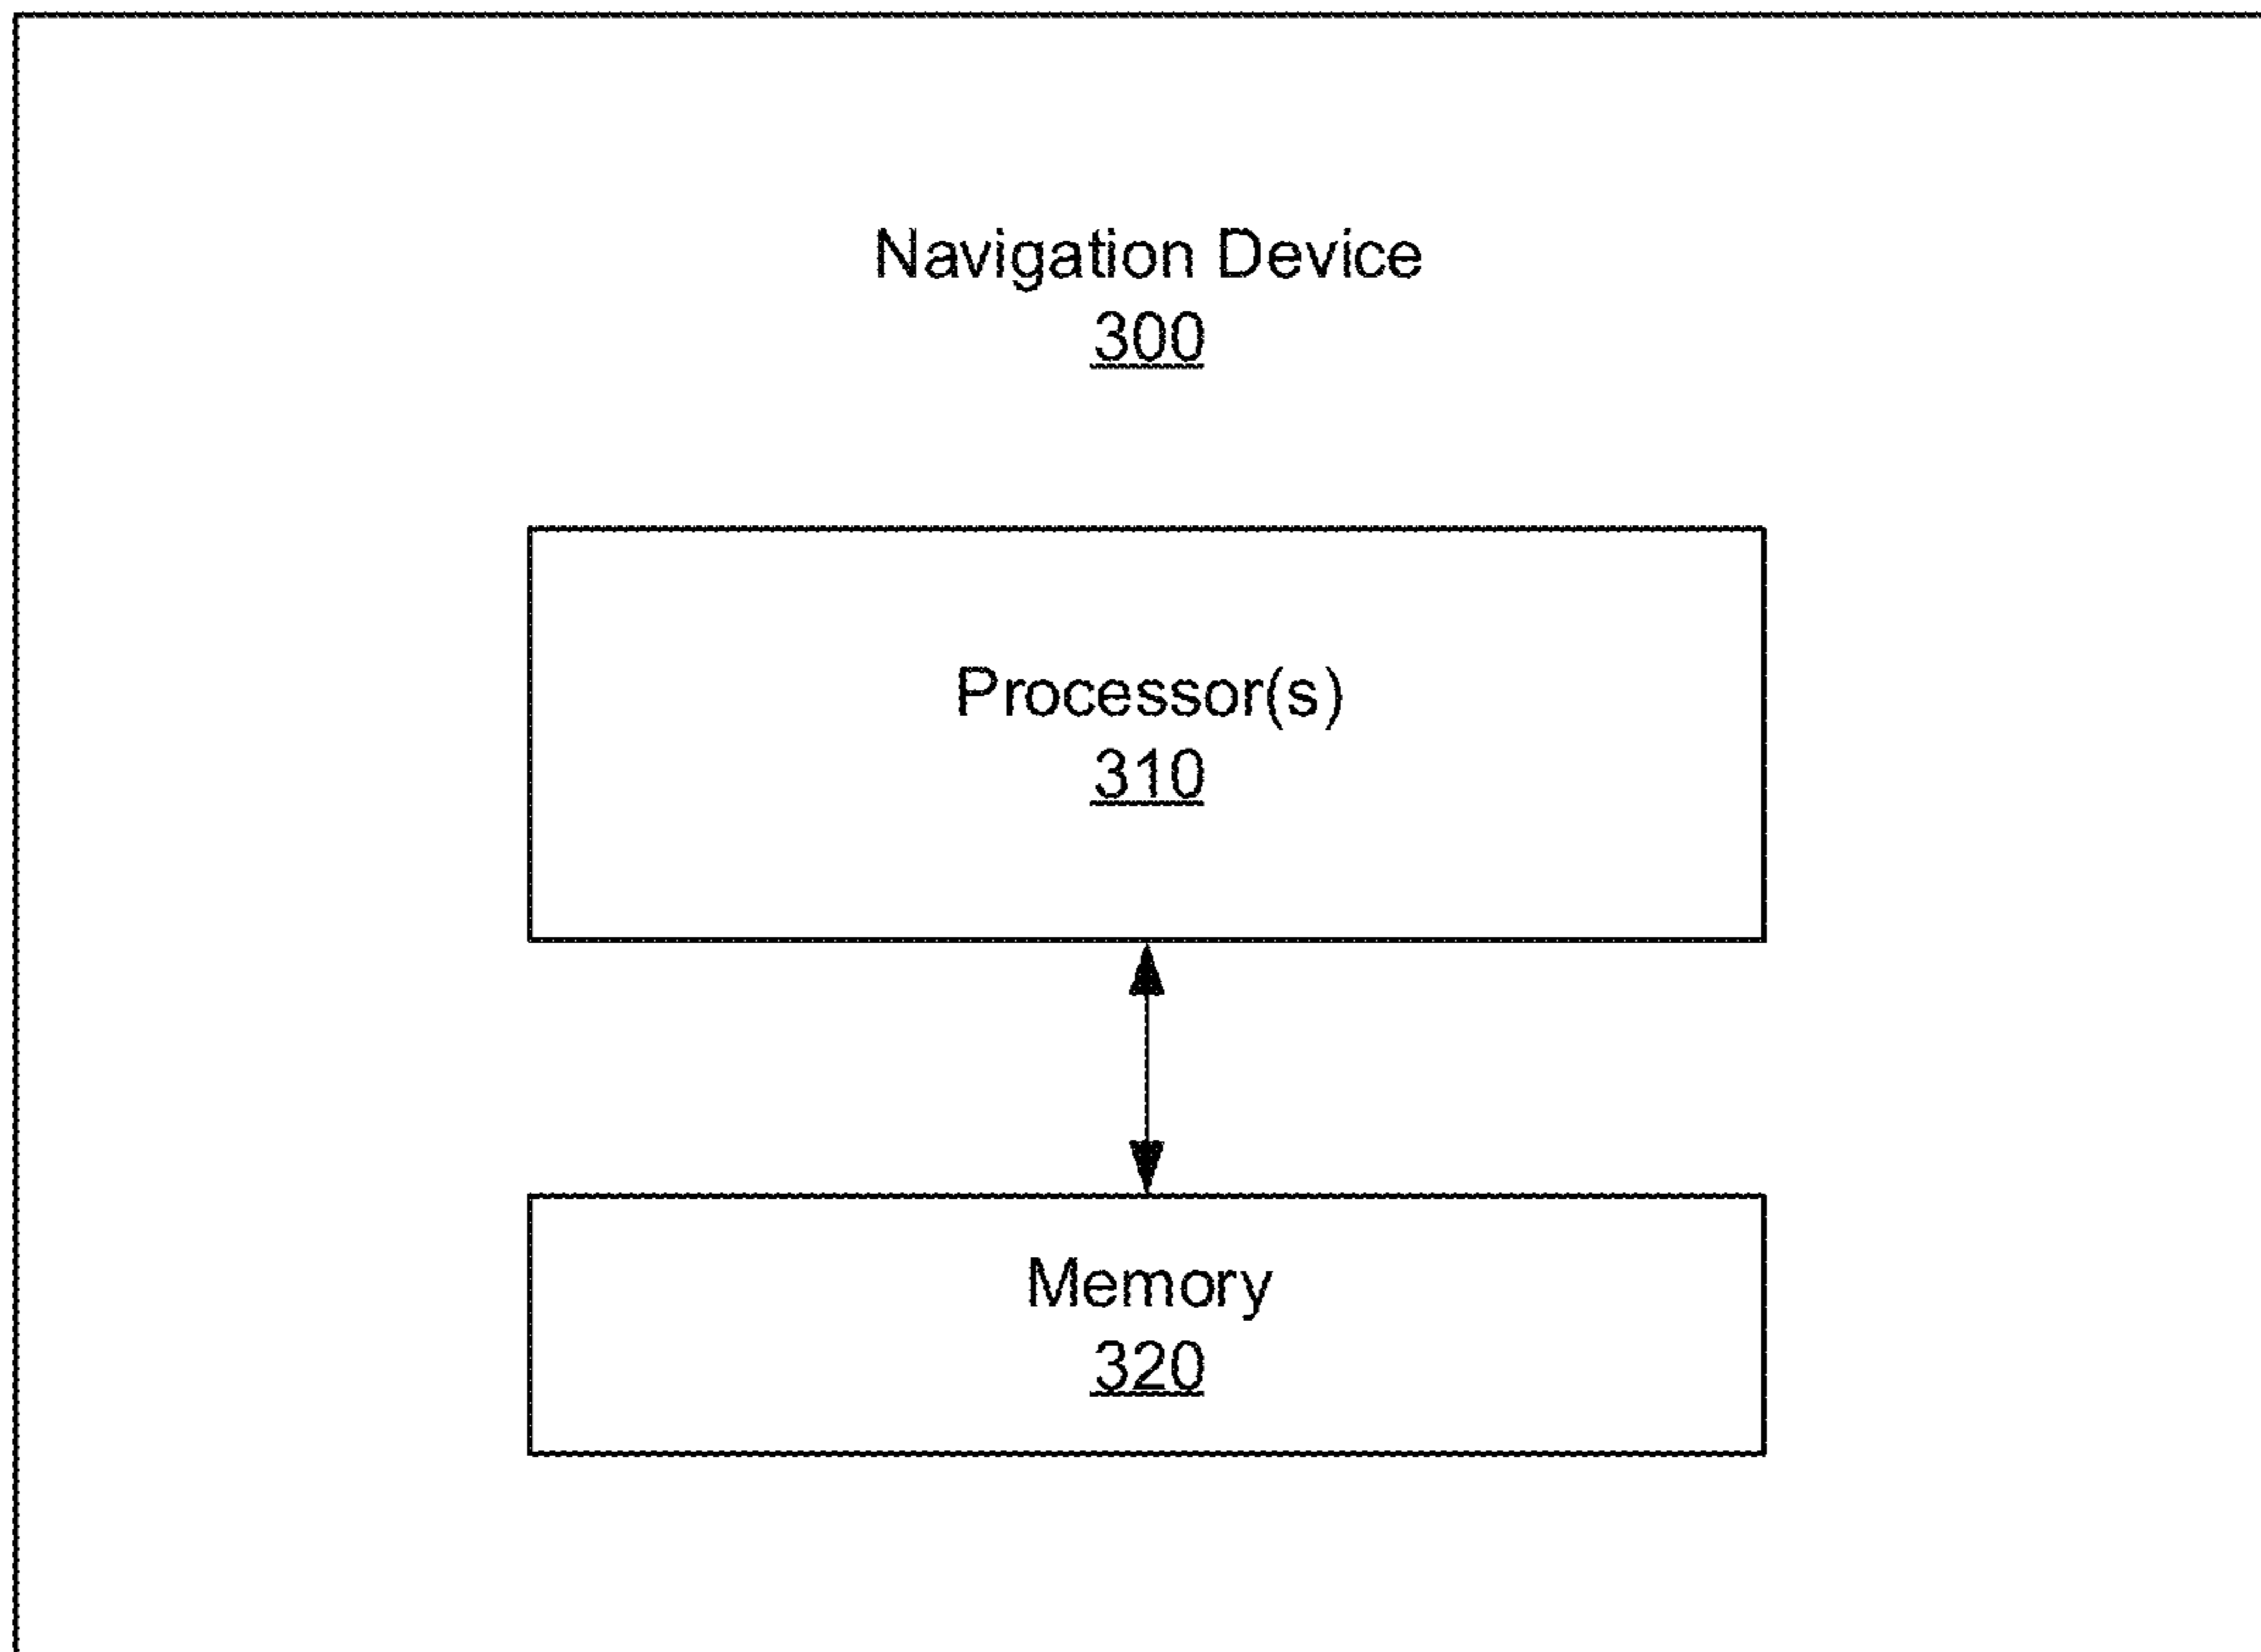 Navigation Device
300
Processor(s)
310
Memory
320